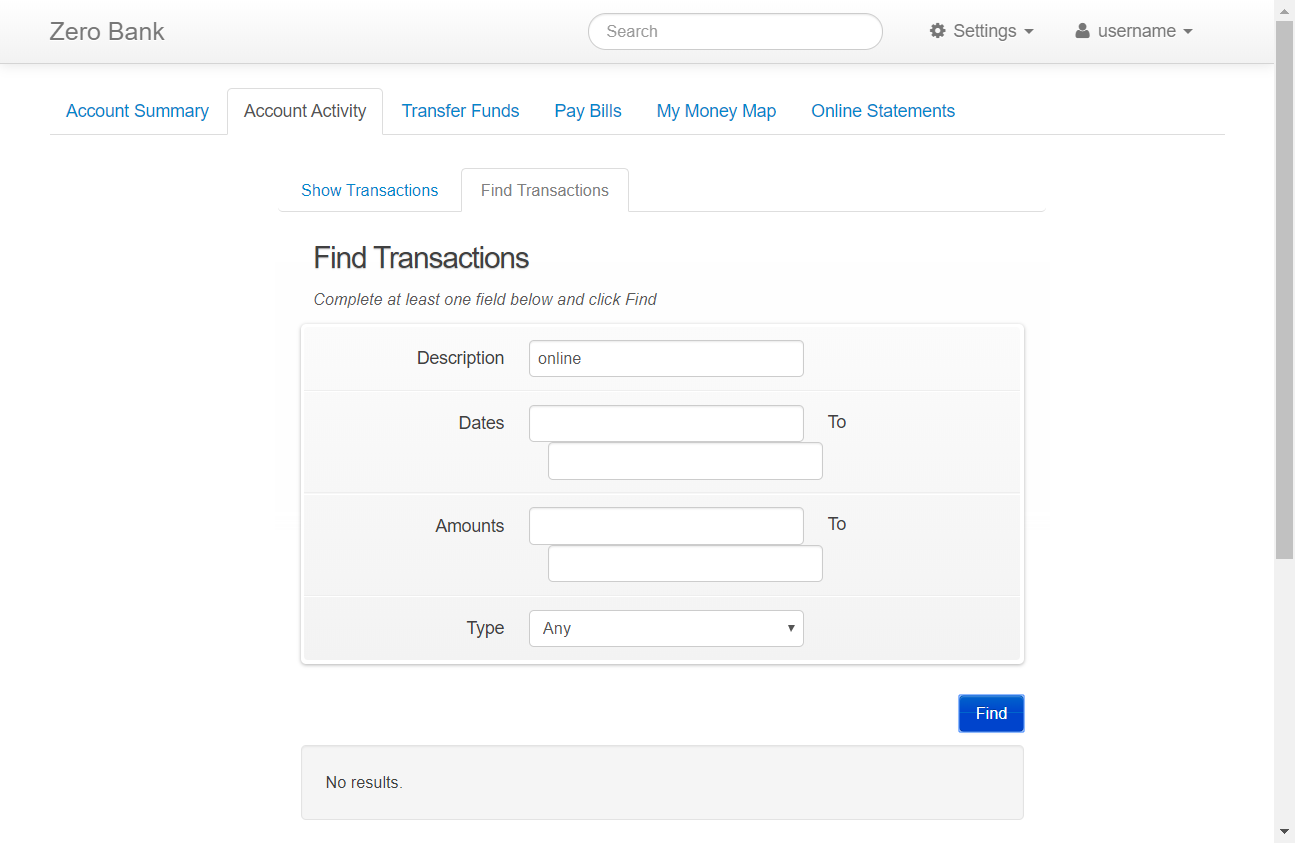 Zero Bank Search Settings username
Account Summary Account Activity Transfer Funds Pay Bills My Money Map Online Statements
Show Transactions Find Transactions
Find Transactions
Complete at least one field below and click Find
Description online
Dates To
Amounts To
Type Any
Find
No results.